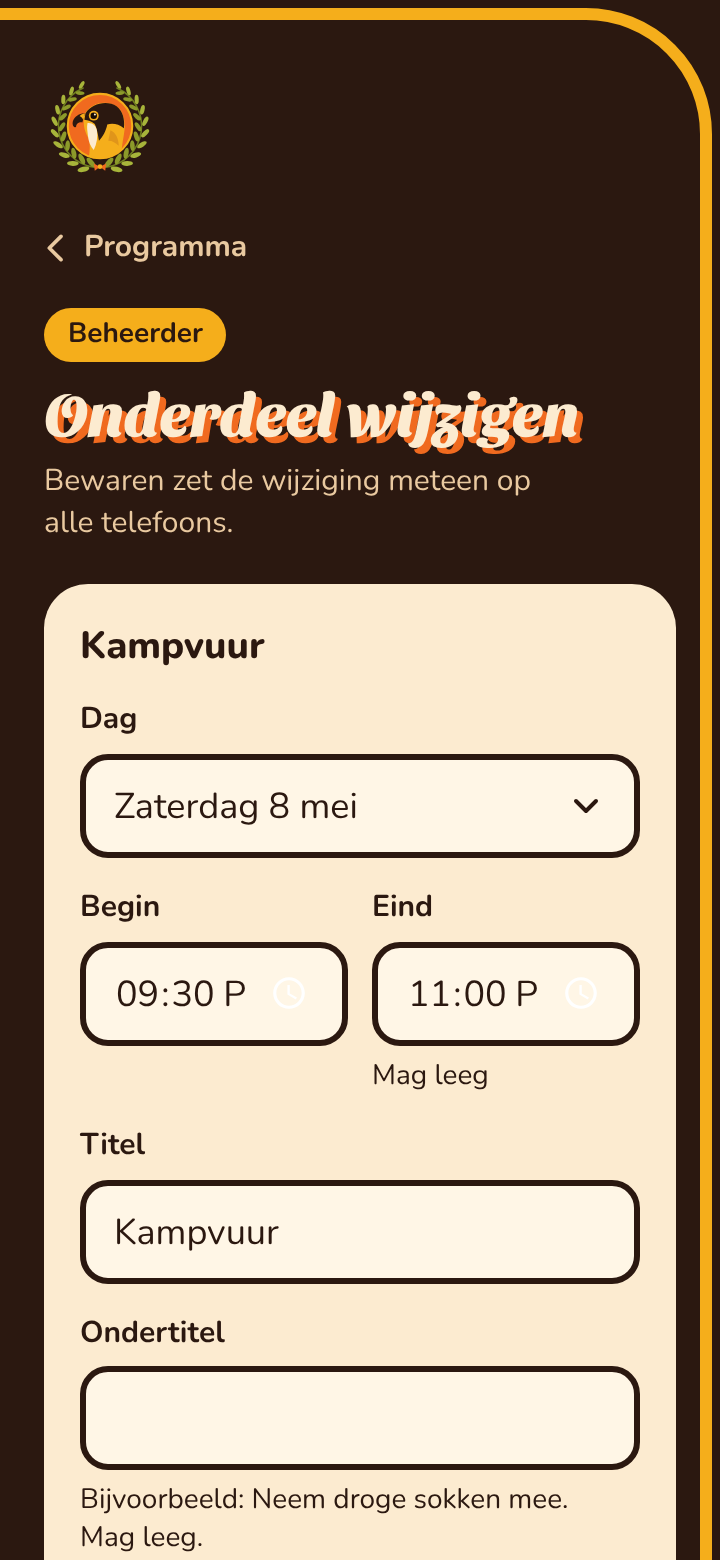 Programma
Beheerder
Onderdeel wijzigen
Bewaren zet de wijziging meteen op
alle telefoons.
Kampvuur
Dag
Zaterdag 8 mei
Begin Eind
09:30 P 11:00 P
Mag leeg
Titel
Kampvuur
Ondertitel
Bijvoorbeeld: Neem droge sokken mee.
Mag leeg.